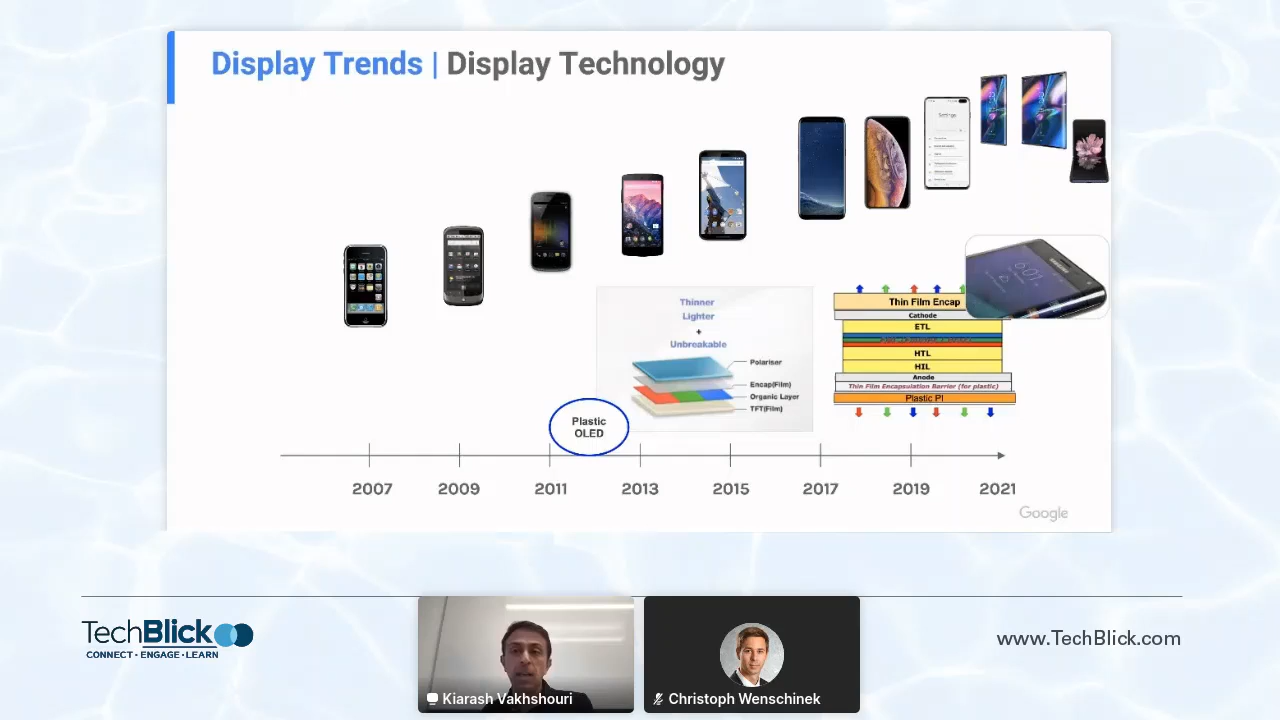 Display Trends | Display Technology
Thinner
Lighter
+
Unbreakable
Polariser
Encap(Film)
Organic Layer
TFT(Film)
Thin Film Encap
Cathode
ETL
HTL
HIL
Anode
Thin Film Encapsulation Barrier (for plastic)
Plastic PI
Plastic
OLED
2007
2009
2011
2013
2015
2017
2019
2021
Google
TechBlick
CONNECT · ENGAGE · LEARN
www.TechBlick.com
Kiarash Vakhshouri
Christoph Wenschinek